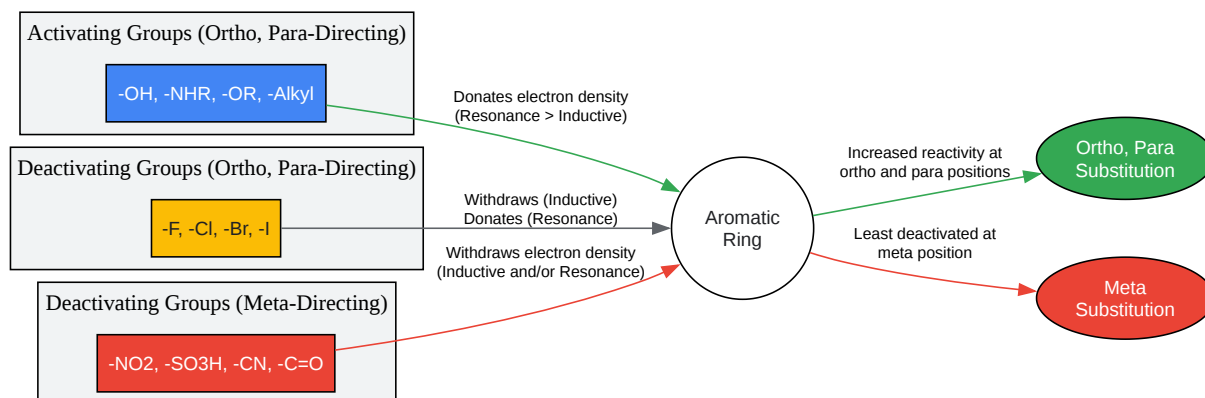 Activating Groups (Ortho, Para-Directing)
-OH, -NHR, -OR, -Alkyl
Donates electron density
(Resonance > Inductive)
Deactivating Groups (Ortho, Para-Directing)
-F, -Cl, -Br, -I
Withdraws (Inductive)
Donates (Resonance)
Withdraws electron density
(Inductive and/or Resonance)
Deactivating Groups (Meta-Directing)
-NO2, -SO3H, -CN, -C=O
Aromatic
Ring
Increased reactivity at
ortho and para positions
Least deactivated at
meta position
Ortho, Para
Substitution
Meta
Substitution